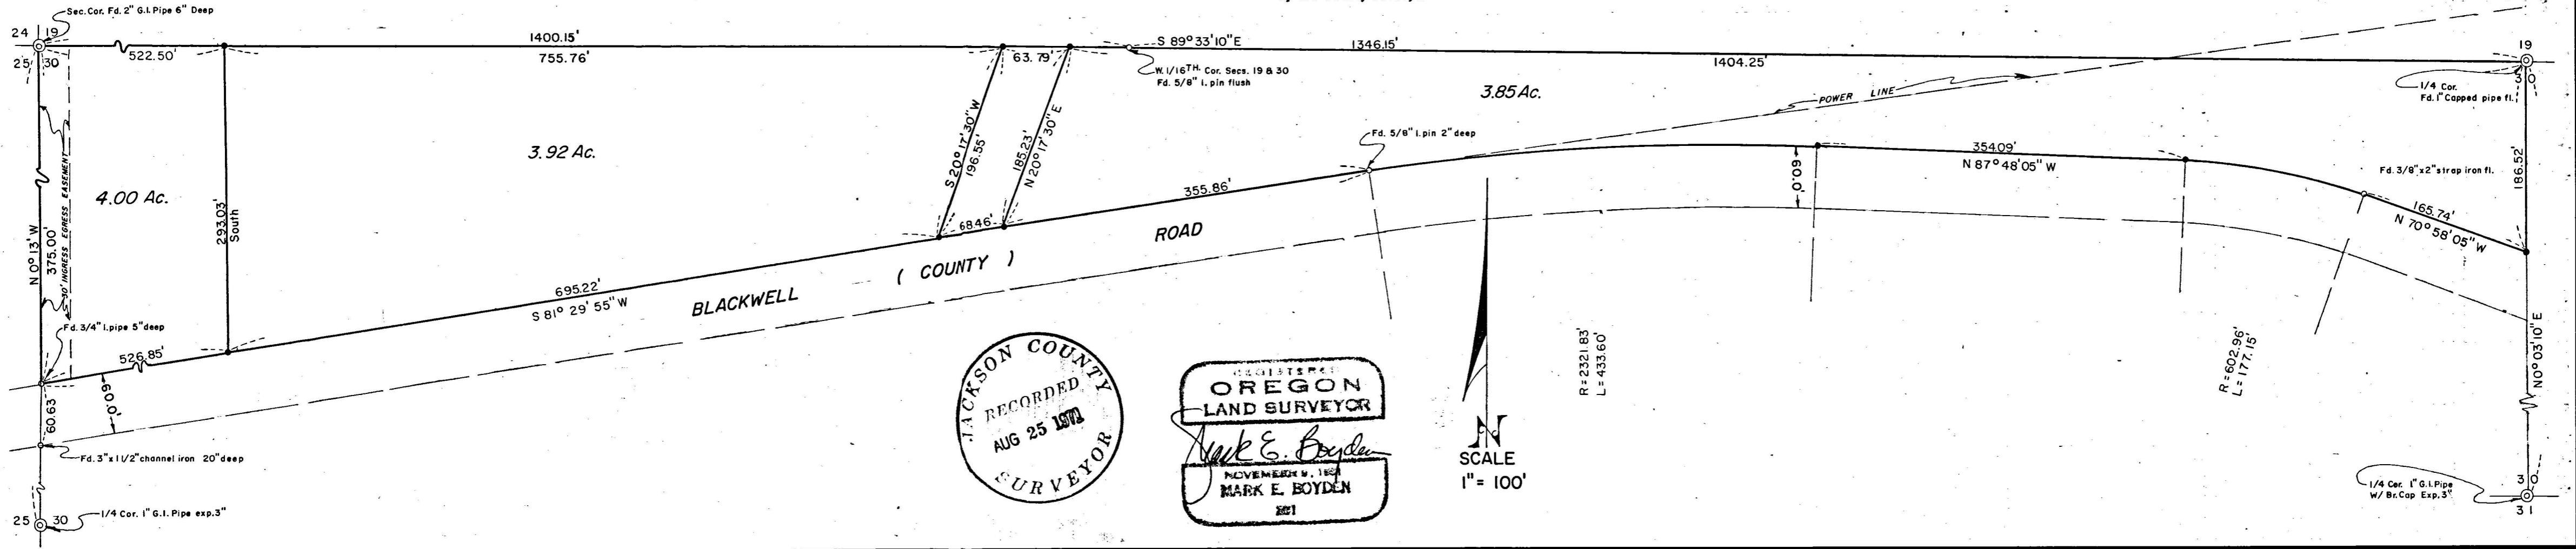 Sec. Cor. Fd. 2" G.I. Pipe 6" Deep
24 19
25 30
522.50'
1400.15'
755.76'
63.79'
S 89°33'10"E
1346.15'
1404.25'
W. 1/16TH. Cor. Secs. 19 & 30
Fd. 5/8" I. pin flush
19
30
1/4 Cor.
Fd. 1" Capped pipe fl.
3.85 Ac.
POWER LINE
N 0° 13' W
375.00'
30' INGRESS EGRESS EASEMENT
4.00 Ac.
293.03'
South
3.92 Ac.
S 20° 17' 30" W
196.55'
185.23'
N 20° 17' 30" E
Fd. 5/8" I. pin 2" deep
60.0'
354.09'
N 87° 48' 05" W
Fd. 3/8" x 2" strap iron fl.
186.52'
165.74'
N 70° 58' 05" W
355.86'
68.46'
695.22'
S 81° 29' 55" W
BLACKWELL ( COUNTY ) ROAD
Fd. 3/4" I. pipe 5" deep
526.85'
60.0'
60.63
Fd. 3" x 1 1/2" channel iron 20" deep
25 30
1/4 Cor. 1" G.I. Pipe exp. 3"
JACKSON COUNTY
RECORDED
AUG 25 1971
SURVEYOR
REGISTERED
OREGON
LAND SURVEYOR
Mark E. Boyden
MARK E. BOYDEN
N
SCALE
1" = 100'
R = 2321.83'
L = 433.60'
R = 602.96'
L = 177.15'
N0° 03' 10" E
1/4 Cor. 1" G.I. Pipe
W/ Br. Cap Exp. 3"
30
31